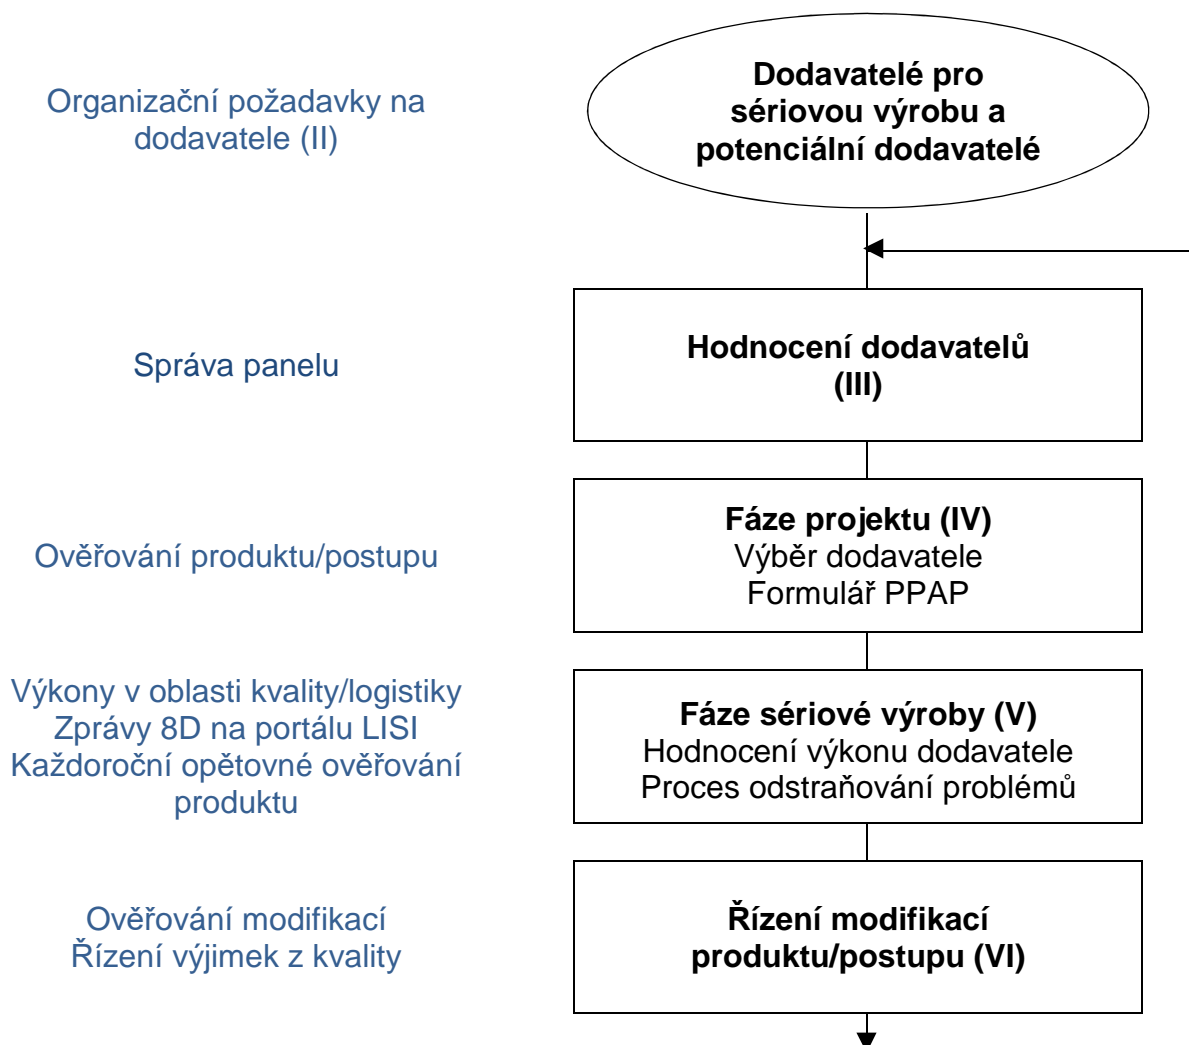 Organizační požadavky na
dodavatele (II)
Dodavatelé pro
sériovou výrobu a
potenciální dodavatelé
Správa panelu
Hodnocení dodavatelů
(III)
Ověřování produktu/postupu
Fáze projektu (IV)
Výběr dodavatele
Formulář PPAP
Výkony v oblasti kvality/logistiky
Zprávy 8D na portálu LISI
Každoroční opětovné ověřování
produktu
Fáze sériové výroby (V)
Hodnocení výkonu dodavatele
Proces odstraňování problémů
Ověřování modifikací
Řízení výjimek z kvality
Řízení modifikací
produktu/postupu (VI)